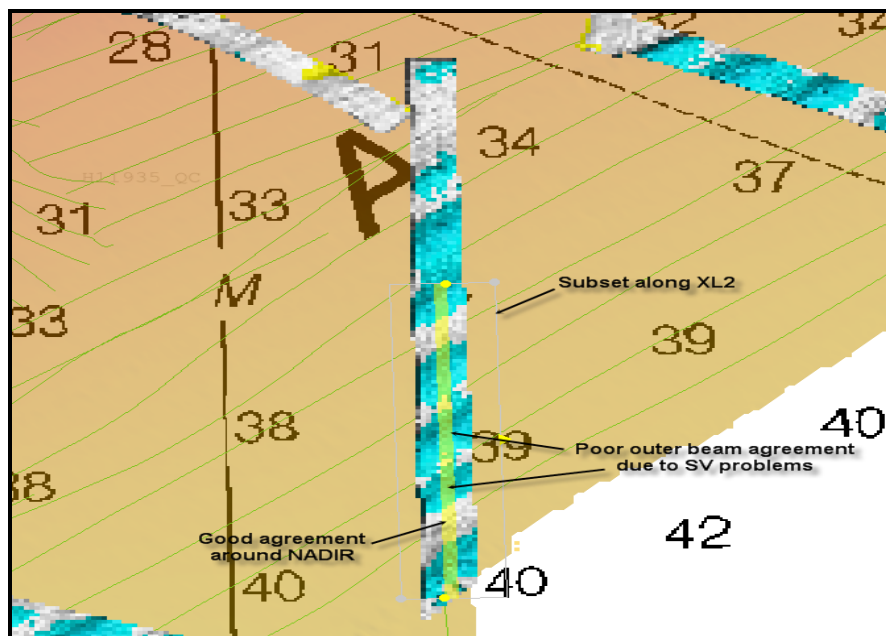 28
31
32
34
34
A
37
H11935_QC
31
33
M
Subset along XL2
33
39
40
38
39
Poor outer beam agreement
due to SV problems
38
Good agreement
around NADIR
42
40
40